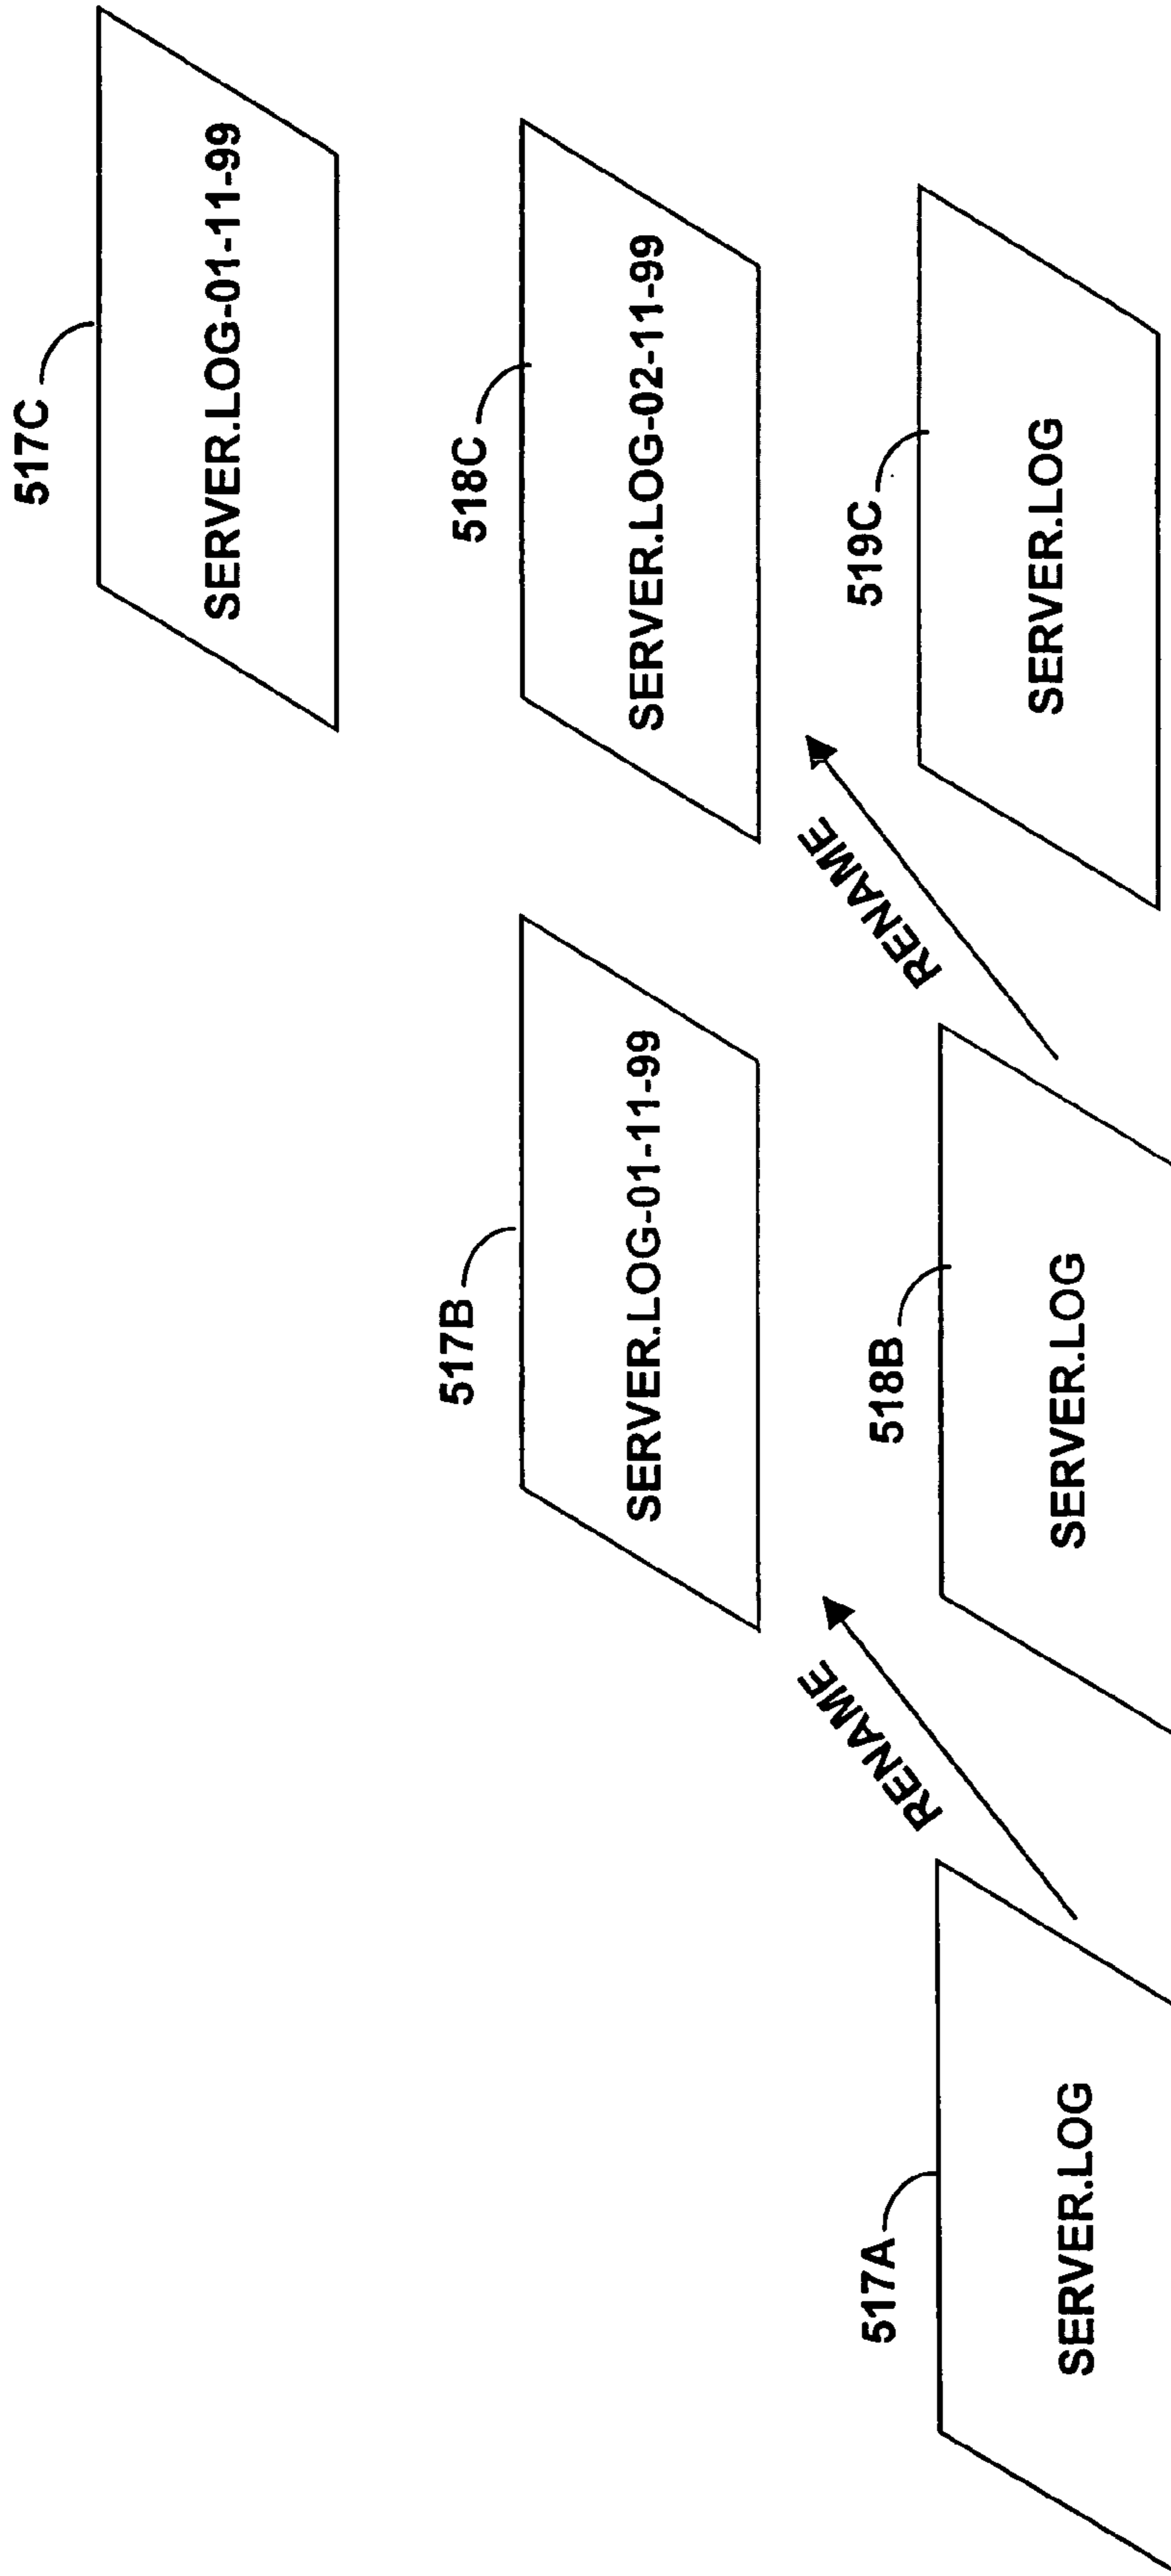 517C
SERVER.LOG-01-11-99
517B
SERVER.LOG-01-11-99
518C
SERVER.LOG-02-11-99
RENAME
RENAME
517A
SERVER.LOG
518B
SERVER.LOG
519C
SERVER.LOG